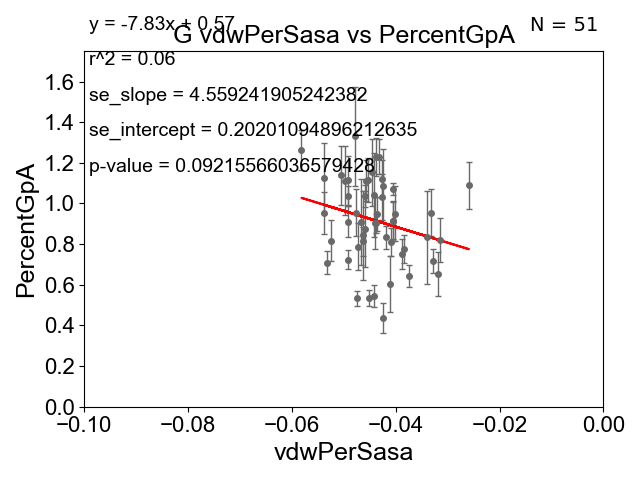 y = -7.83x + 0.57
N = 51
G vdwPerSasa vs PercentGpA
r^2 = 0.06
se_slope = 4.559241905242382
se_intercept = 0.20201094896212635
p-value = 0.09215566036579428
PercentGpA
1.6
1.4
1.2
1.0
0.8
0.6
0.4
0.2
0.0
−0.10 −0.08 −0.06 −0.04 −0.02 0.00
vdwPerSasa